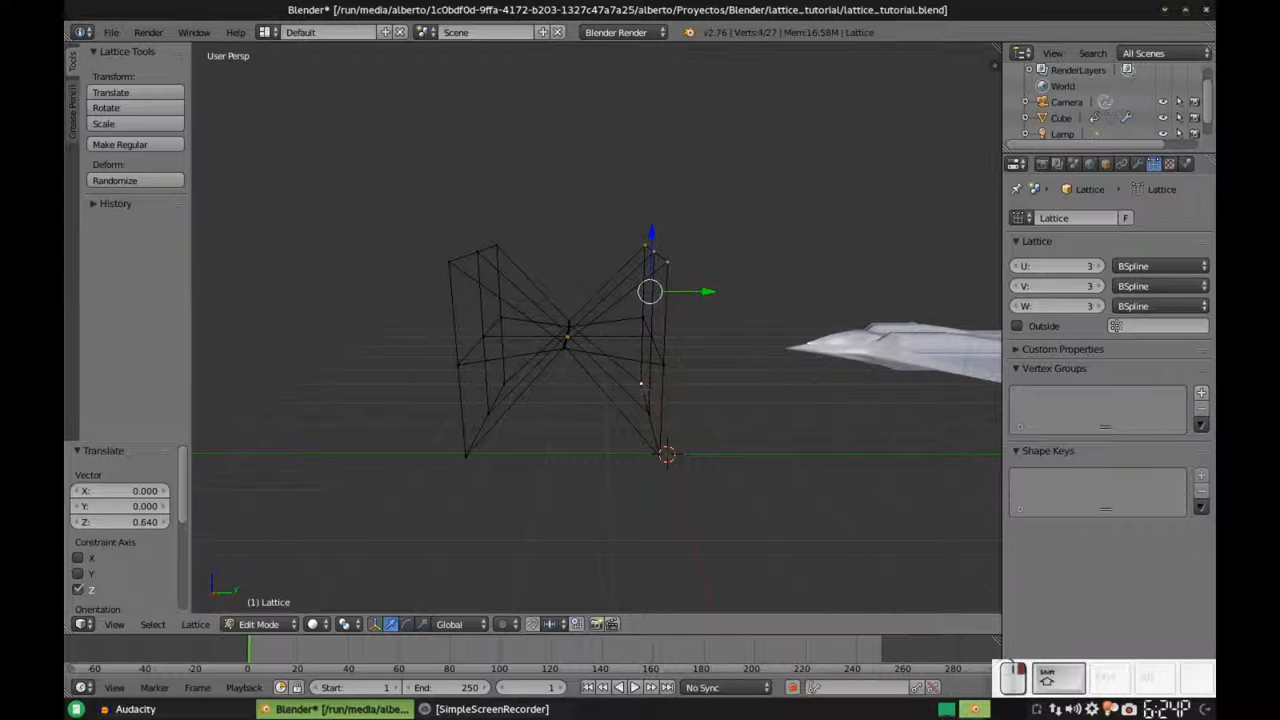 Blender* [/run/media/alberto/1c0bdf0d-9ffa-4172-b203-1327c47a7a25/alberto/Proyectos/Blender/lattice_tutorial/lattice_tutorial.blend]
File Render Window Help Default Scene Blender Render v2.76 | Verts:4/27 | Mem:16.58M | Lattice
Tools
Grease Pencil
Lattice Tools
Transform:
Translate
Rotate
Scale
Make Regular
Deform:
Randomize
History
Translate
Vector
X: 0.000
Y: 0.000
Z: 0.640
Constraint Axis
X
Y
Z
Orientation
User Persp
(1) Lattice
View Select Lattice Edit Mode Global
View Search All Scenes
RenderLayers
World
Camera
Cube
Lamp
Lattice Lattice
Lattice F
Lattice
U: 3 BSpline
V: 3 BSpline
W: 3 BSpline
Outside
Custom Properties
Vertex Groups
Shape Keys
-60 -40 -20 0 20 40 60 80 100 120 140 160 180 200 220 240 260 280
View Marker Frame Playback Start: 1 End: 250 1 No Sync
Shift
Audacity Blender* [/run/media/albe... [SimpleScreenRecorder]